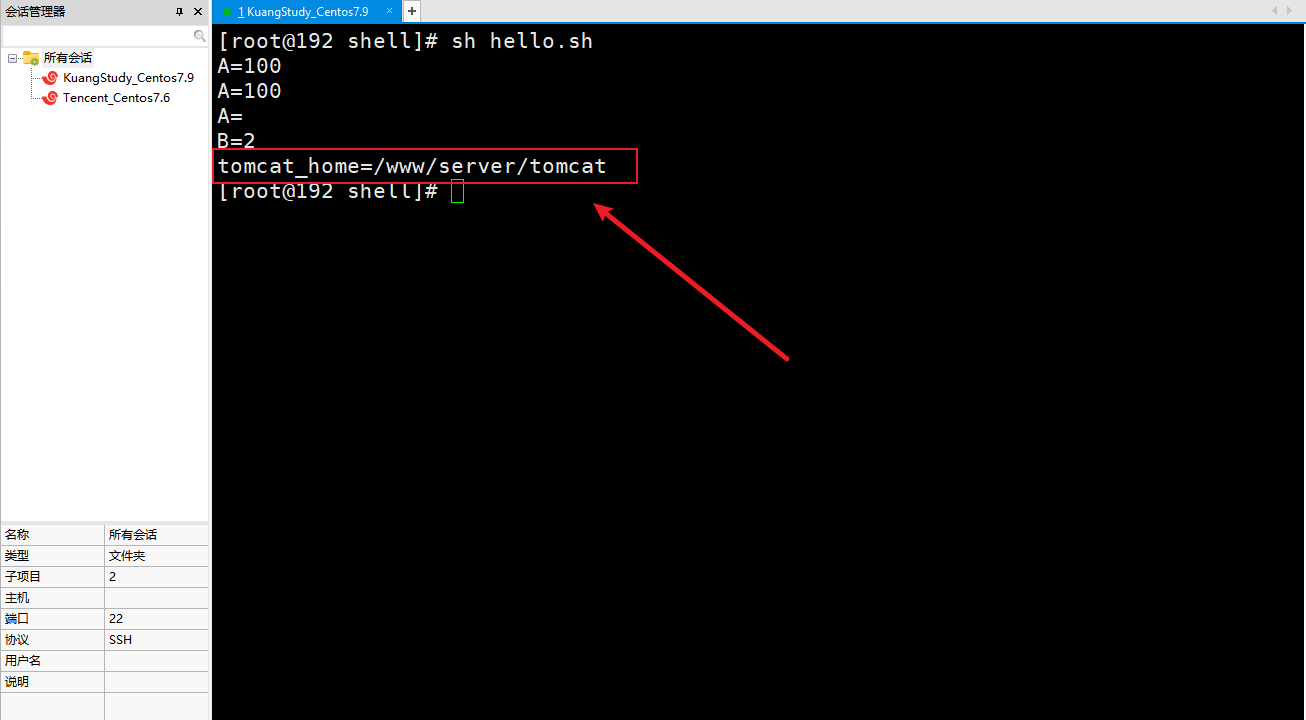 会话管理器
所有会话
KuangStudy_Centos7.9
Tencent_Centos7.6
名称 所有会话
类型 文件夹
子项目 2
主机
端口 22
协议 SSH
用户名
说明
1 KuangStudy_Centos7.9 × +
[root@192 shell]# sh hello.sh
A=100
A=100
A=
B=2
tomcat_home=/www/server/tomcat
[root@192 shell]#